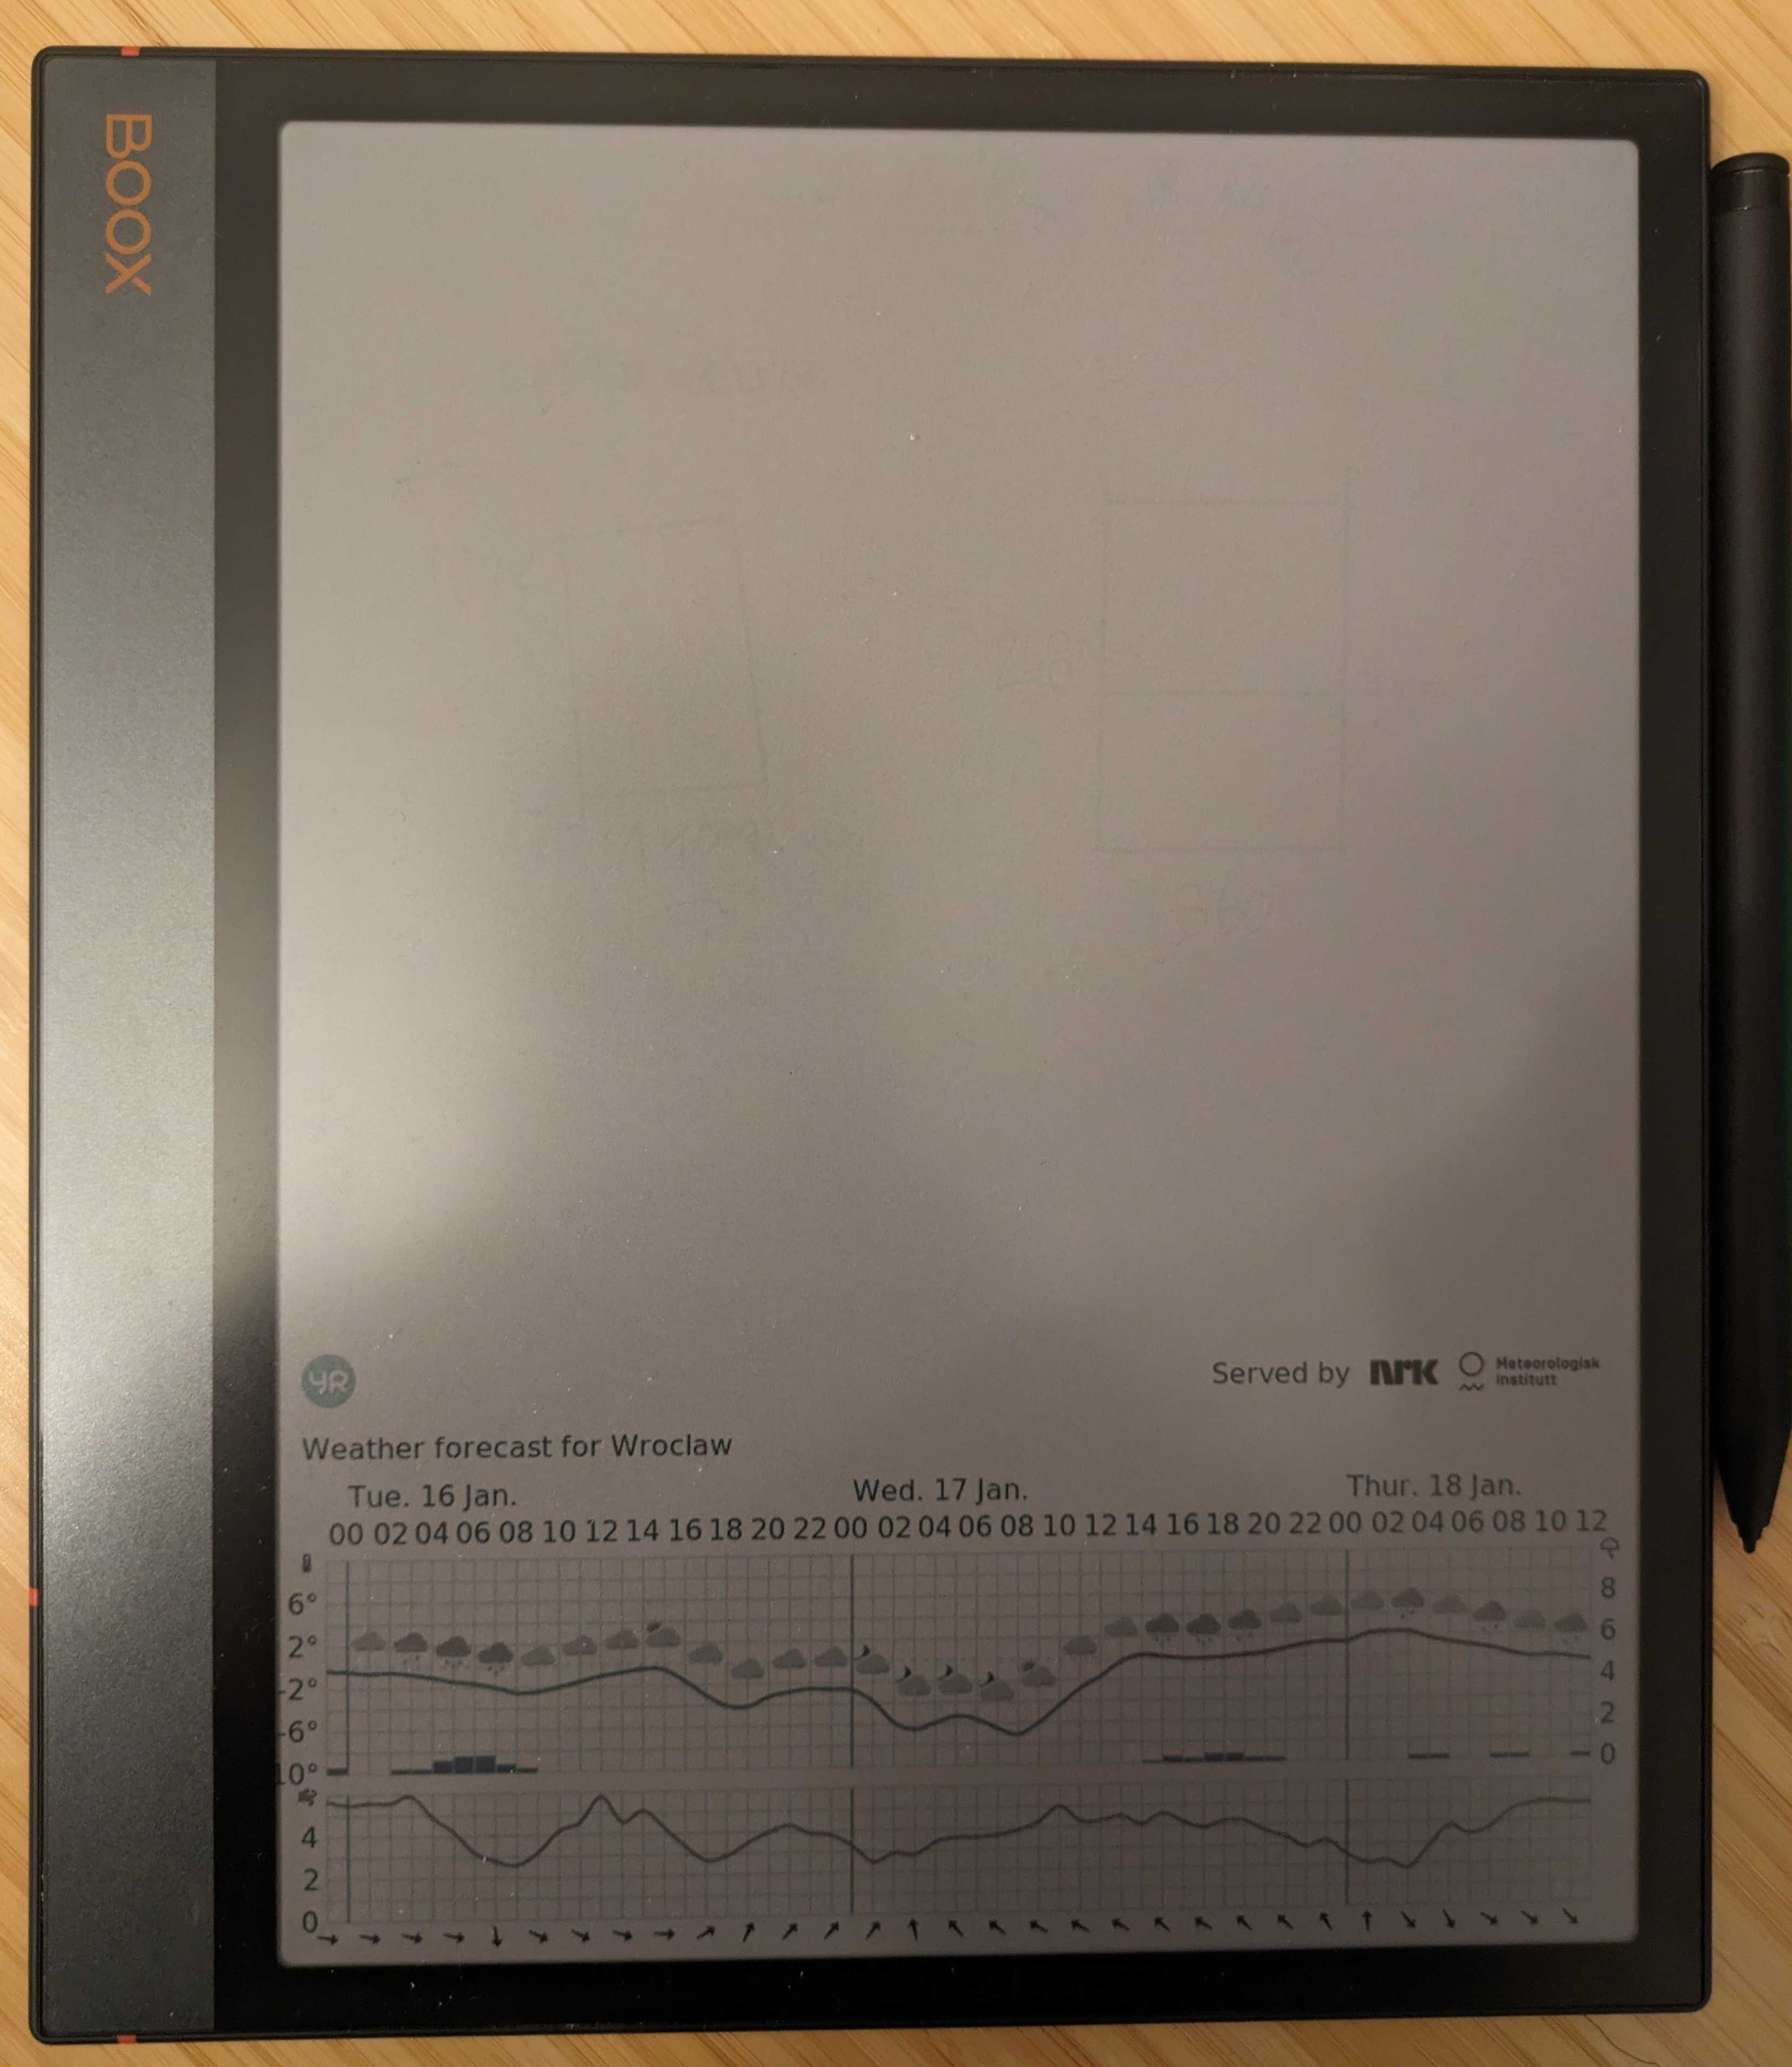 BOOX
YR
Served by nrk Meteorologisk institutt
Weather forecast for Wroclaw
Tue. 16 Jan. Wed. 17 Jan. Thur. 18 Jan.
00 02 04 06 08 10 12 14 16 18 20 22 00 02 04 06 08 10 12 14 16 18 20 22 00 02 04 06 08 10 12
6° 8
2° 6
-2° 4
-6° 2
10° 0
4
2
0